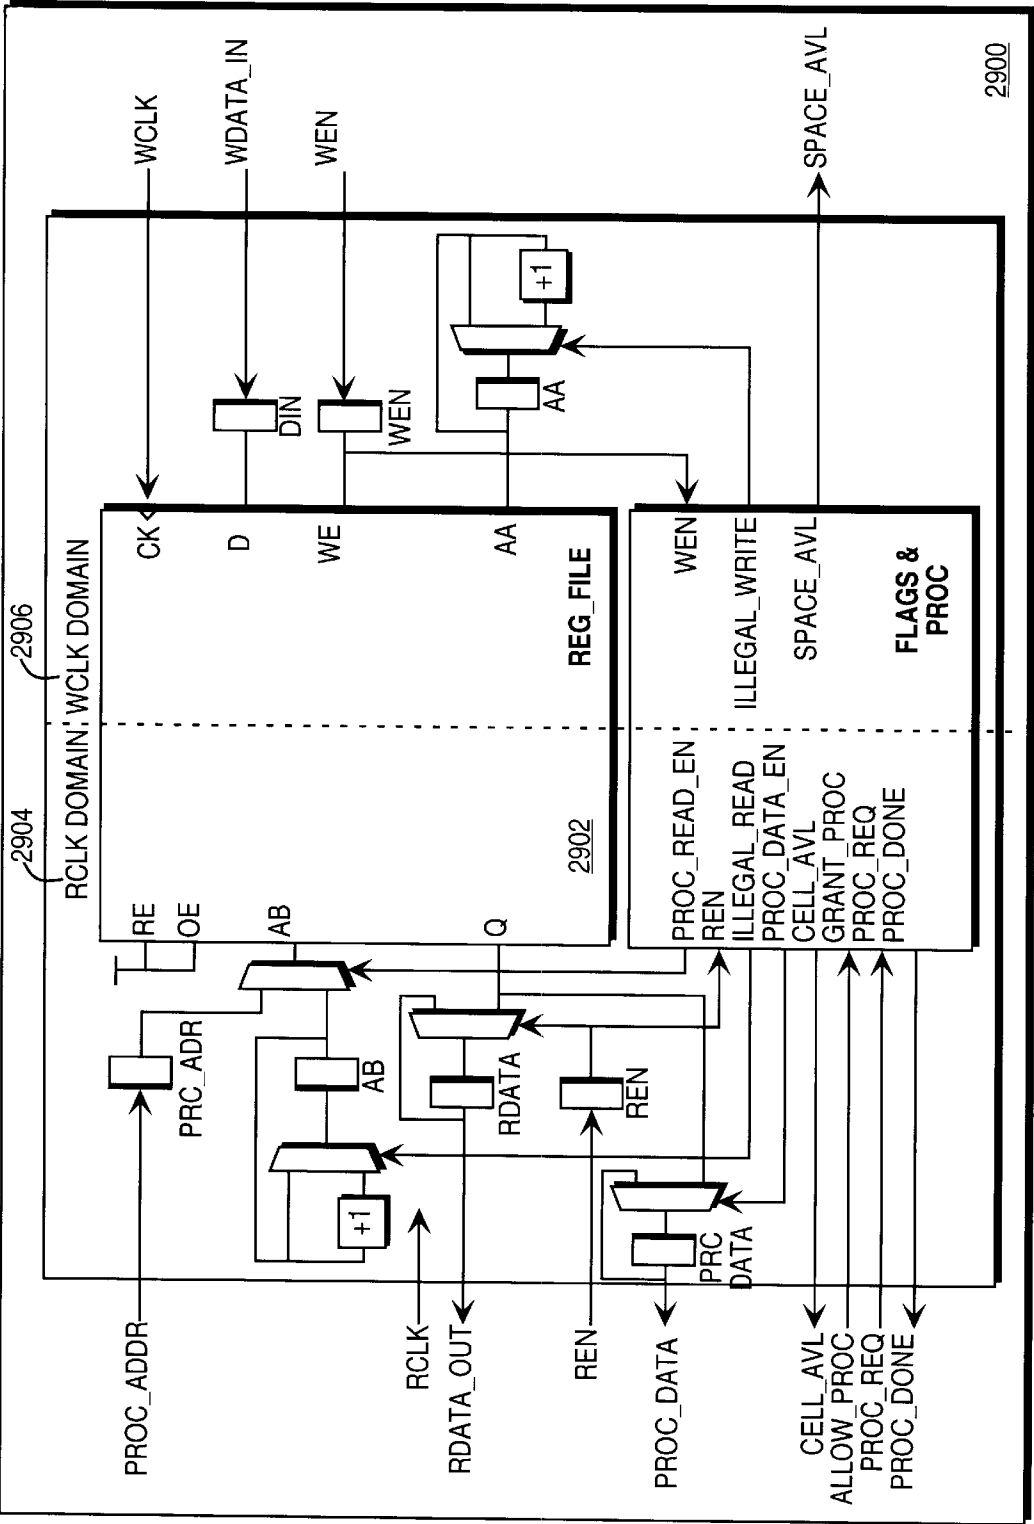 PROC_ADDR
RCLK
RDATA_OUT
REN
PROC_DATA
CELL_AVL
ALLOW_PROC
PROC_REQ
PROC_DONE
2904
RCLK DOMAIN
2906
WCLK DOMAIN
PRC_ADR
+1
AB
RDATA
REN
PRC
DATA
RE
OE
AB
Q
2902
REG_FILE
CK
D
WE
AA
PROC_READ_EN
REN
ILLEGAL_READ
PROC_DATA_EN
CELL_AVL
GRANT_PROC
PROC_REQ
PROC_DONE
WEN
ILLEGAL_WRITE
SPACE_AVL
FLAGS &
PROC
DIN
WEN
AA
+1
WCLK
WDATA_IN
WEN
SPACE_AVL
2900